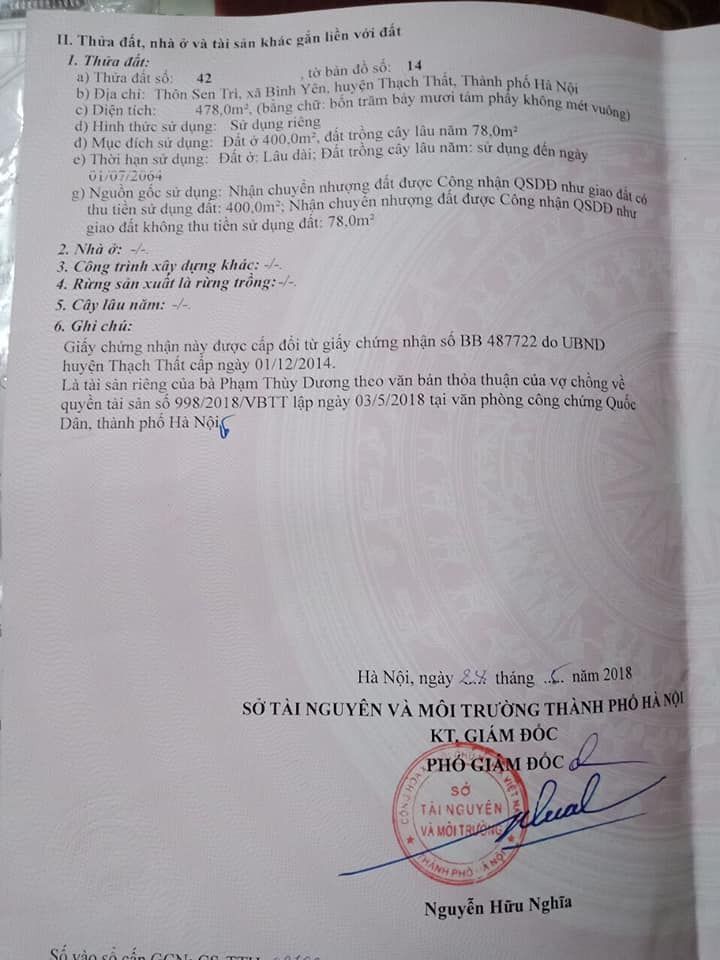 II. Thửa đất, nhà ở và tài sản khác gắn liền với đất
1. Thửa đất:
a) Thửa đất số: 42 , tờ bản đồ số: 14
b) Địa chỉ: Thôn Sen Trì, xã Bình Yên, huyện Thạch Thất, Thành phố Hà Nội
c) Diện tích: 478,0m², (bằng chữ: bốn trăm bảy mươi tám phẩy không mét vuông)
d) Hình thức sử dụng: Sử dụng riêng
đ) Mục đích sử dụng: Đất ở 400,0m², đất trồng cây lâu năm 78,0m²
e) Thời hạn sử dụng: Đất ở: Lâu dài; Đất trồng cây lâu năm: sử dụng đến ngày
01/07/2064
g) Nguồn gốc sử dụng: Nhận chuyển nhượng đất được Công nhận QSDĐ như giao đất có
thu tiền sử dụng đất: 400,0m²; Nhận chuyển nhượng đất được Công nhận QSDĐ như
giao đất không thu tiền sử dụng đất: 78,0m²
2. Nhà ở: -/-.
3. Công trình xây dựng khác: -/-.
4. Rừng sản xuất là rừng trồng: -/-.
5. Cây lâu năm: -/-.
6. Ghi chú:
Giấy chứng nhận này được cấp đổi từ giấy chứng nhận số BB 487722 do UBND
huyện Thạch Thất cấp ngày 01/12/2014.
Là tài sản riêng của bà Phạm Thùy Dương theo văn bản thỏa thuận của vợ chồng về
quyền tài sản số 998/2018/VBTT lập ngày 03/5/2018 tại văn phòng công chứng Quốc
Dân, thành phố Hà Nội
Hà Nội, ngày 24 tháng 5 năm 2018
SỞ TÀI NGUYÊN VÀ MÔI TRƯỜNG THÀNH PHỐ HÀ NỘI
KT, GIÁM ĐỐC
PHÓ GIÁM ĐỐC
SỞ
TÀI NGUYÊN
VÀ MÔI TRƯỜNG
THÀNH PHỐ HÀ NỘI
Nguyễn Hữu Nghĩa
Số vào sổ cấp GCN: